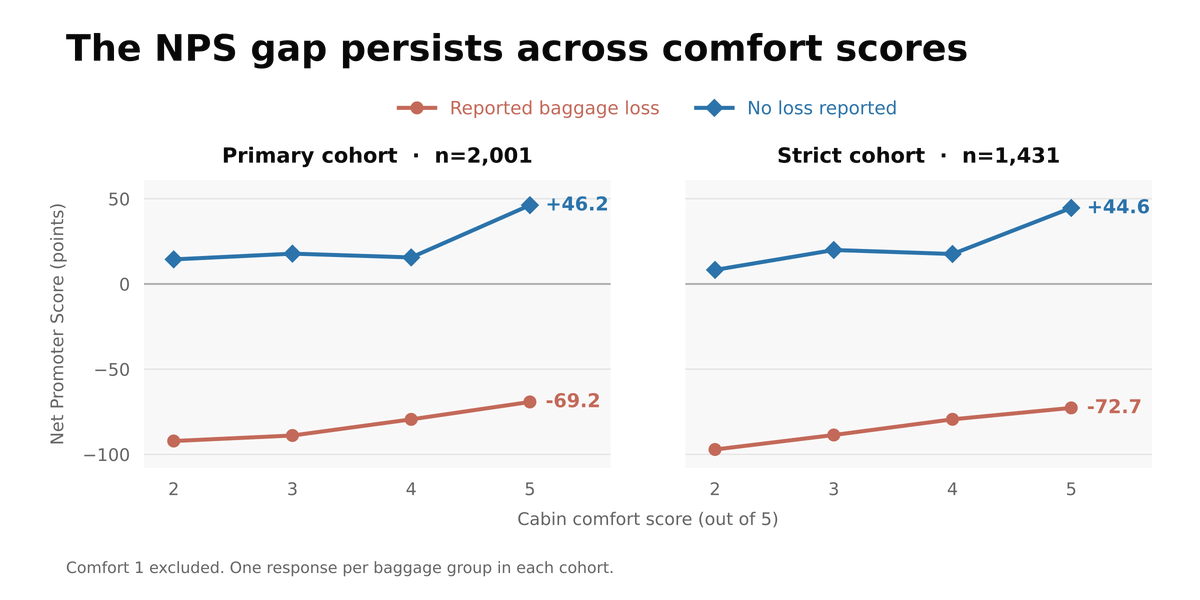 The NPS gap persists across comfort scores
Reported baggage loss
No loss reported
Primary cohort · n=2,001
Strict cohort · n=1,431
Net Promoter Score (points)
50
0
−50
−100
+46.2
-69.2
+44.6
-72.7
2 3 4 5
2 3 4 5
Cabin comfort score (out of 5)
Comfort 1 excluded. One response per baggage group in each cohort.